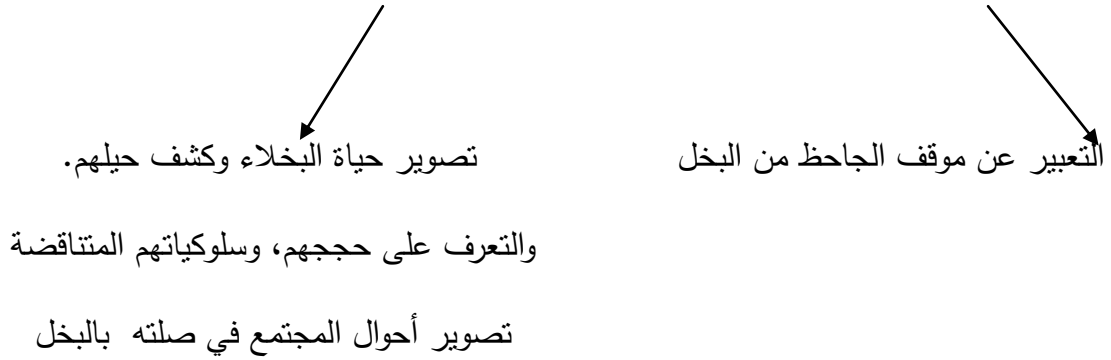 التعبير عن موقف الجاحظ من البخل
تصوير حياة البخلاء وكشف حيلهم.
والتعرف على حججهم، وسلوكياتهم المتناقضة
تصوير أحوال المجتمع في صلته بالبخل